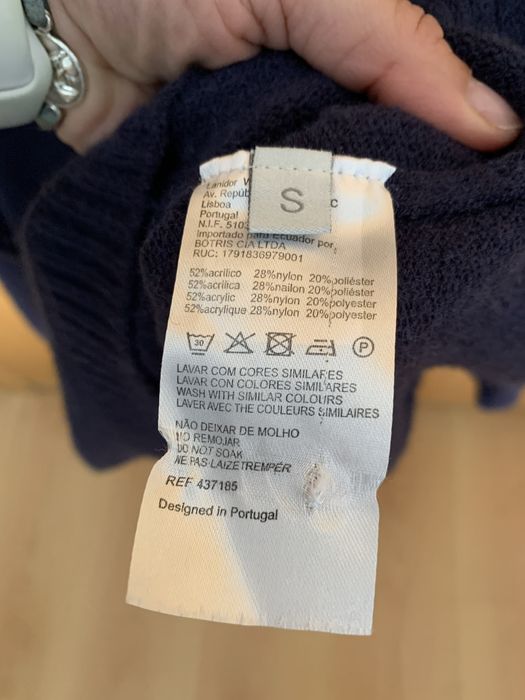 S
Lanidor V
Av. Repúb C
Lisboa
Portugal
N.I.F. 510
Importado para Ecuador por
BOTRIS CIA LTDA
RUC: 1791836979001
52%acrílico 28%nylon 20%poliéster
52%acrílica 28%nailon 20%poliéster
52%acrylic 28%nylon 20%polyester
52%acrylique 28%nylon 20%polyester
30 P
LAVAR COM CORES SIMILARES
LAVAR CON COLORES SIMILARES
WASH WITH SIMILAR COLOURS
LAVER AVEC THE COULEURS SIMILAIRES
NÃO DEIXAR DE MOLHO
NO REMOJAR
DO NOT SOAK
NE PAS LAIZE TREMPÉR
REF 437185
Designed in Portugal